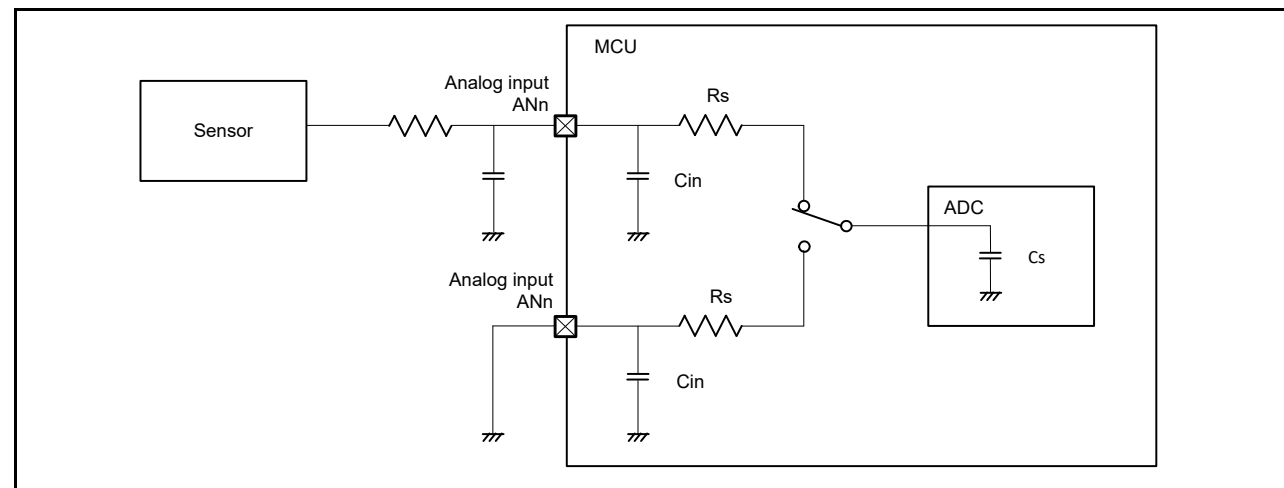 MCU
Analog input
ANn
Rs
Sensor
Cin
ADC
Cs
Analog input
ANn
Rs
Cin